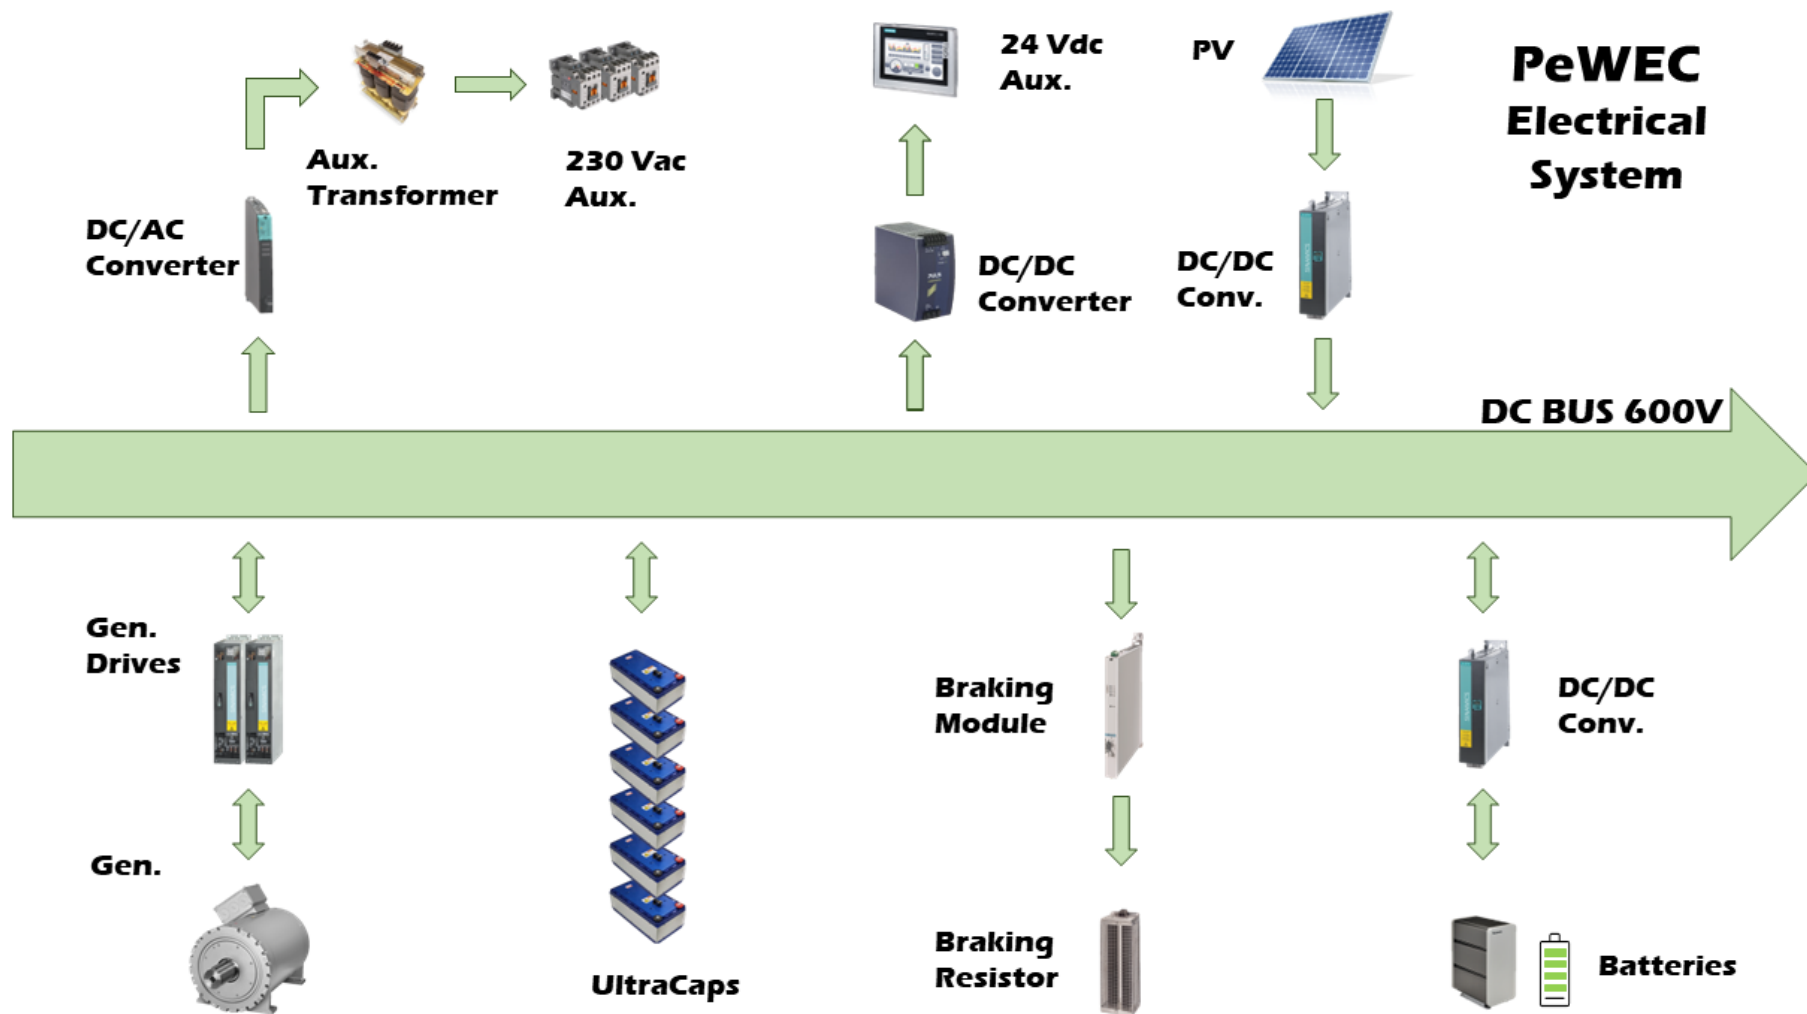 PeWEC
Electrical
System
24 Vdc
Aux.
PV
Aux.
Transformer
230 Vac
Aux.
DC/AC
Converter
DC/DC
Converter
DC/DC
Conv.
DC BUS 600V
Gen.
Drives
Braking
Module
DC/DC
Conv.
Gen.
UltraCaps
Braking
Resistor
Batteries